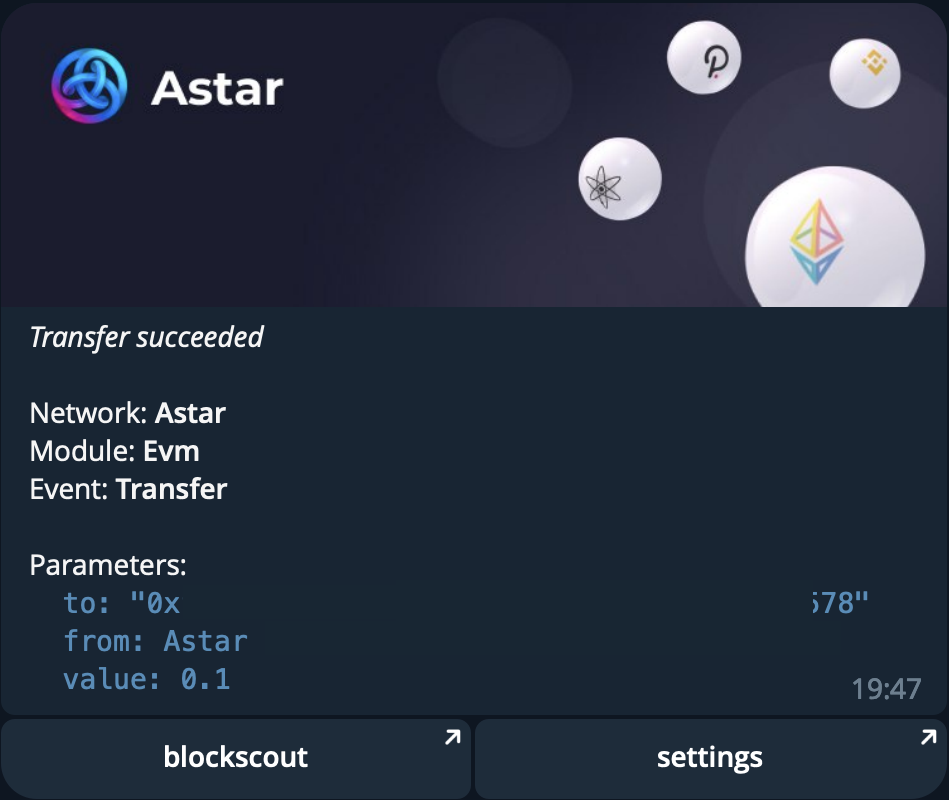 Astar
Transfer succeeded
Network: Astar
Module: Evm
Event: Transfer
Parameters:
to: "0x 578"
from: Astar
value: 0.1
19:47
blockscout
settings